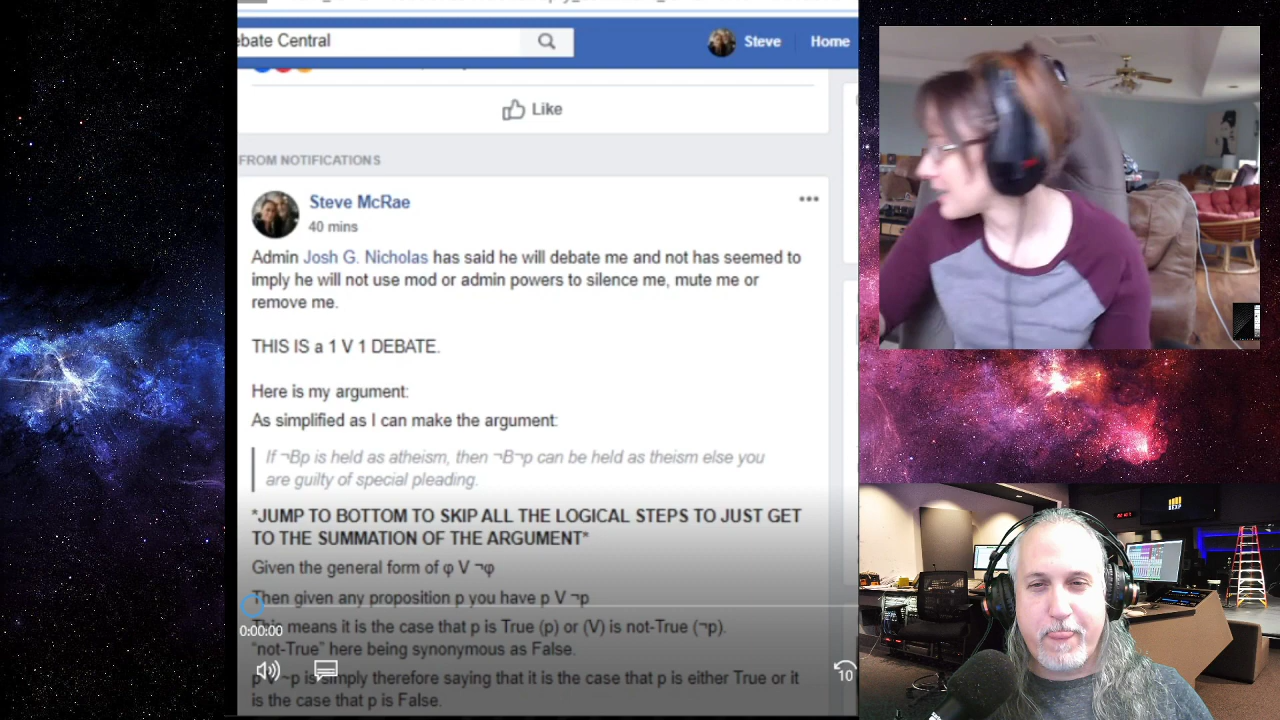 ebate Central
Steve
Home
Like
FROM NOTIFICATIONS
Steve McRae
40 mins
Admin Josh G. Nicholas has said he will debate me and not has seemed to
imply he will not use mod or admin powers to silence me, mute me or
remove me.
THIS IS a 1 V 1 DEBATE.
Here is my argument:
As simplified as I can make the argument:
If ¬Bp is held as atheism, then ¬B¬p can be held as theism else you
are guilty of special pleading.
*JUMP TO BOTTOM TO SKIP ALL THE LOGICAL STEPS TO JUST GET
TO THE SUMMATION OF THE ARGUMENT*
Given the general form of φ V ¬φ
Then given any proposition p you have p V ¬p
This means it is the case that p is True (p) or (V) is not-True (¬p).
0:00:00
"not-True" here being synonymous as False.
p V ¬p is simply therefore saying that it is the case that p is either True or it
is the case that p is False.
10